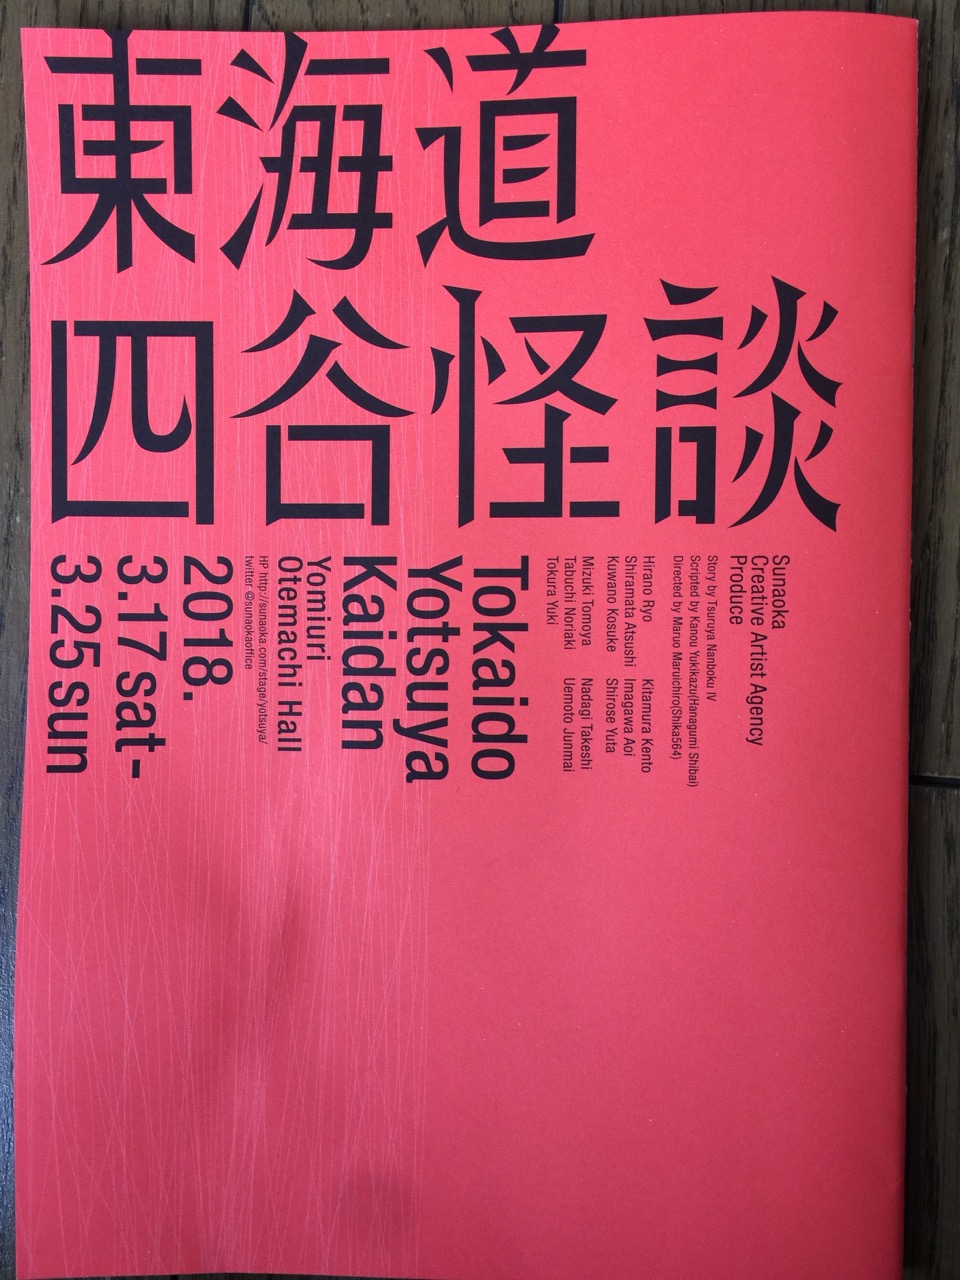 東海道
四谷怪談
Sunaoka
Creative Artist Agency
Produce
Story by Tsuruya Nanboku IV
Scripted by Kanou Yukikazu(Hanagumi Shibai)
Directed by Maruo Maruichiro(Shika564)
Hirano Ryo Kitamura Kento
Shiramata Atsushi Imagawa Aoi
Kuwano Kosuke Shirose Yuta
Mizuki Tomoya Nadagi Takeshi
Tabuchi Noriaki Uemoto Junmai
Tokura Yuki
Tokaido
Yotsuya
Kaidan
Yomiuri
Otemachi Hall
HP http://sunaoka.com/stage/yotsuya/
twitter @sunaokaoffice
2018.
3.17 sat-
3.25 sun